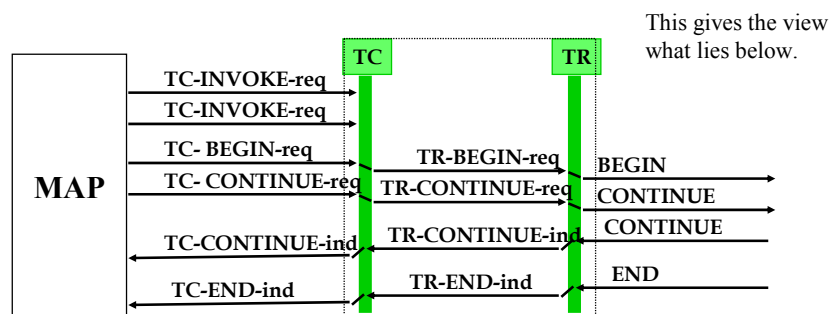 This gives the view
what lies below.
TC
TR
TC-INVOKE-req
TC-INVOKE-req
TC- BEGIN-req
TR-BEGIN-req
BEGIN
MAP
TC- CONTINUE-req
TR-CONTINUE-req
CONTINUE
TC-CONTINUE-ind
TR-CONTINUE-ind
CONTINUE
TC-END-ind
TR-END-ind
END